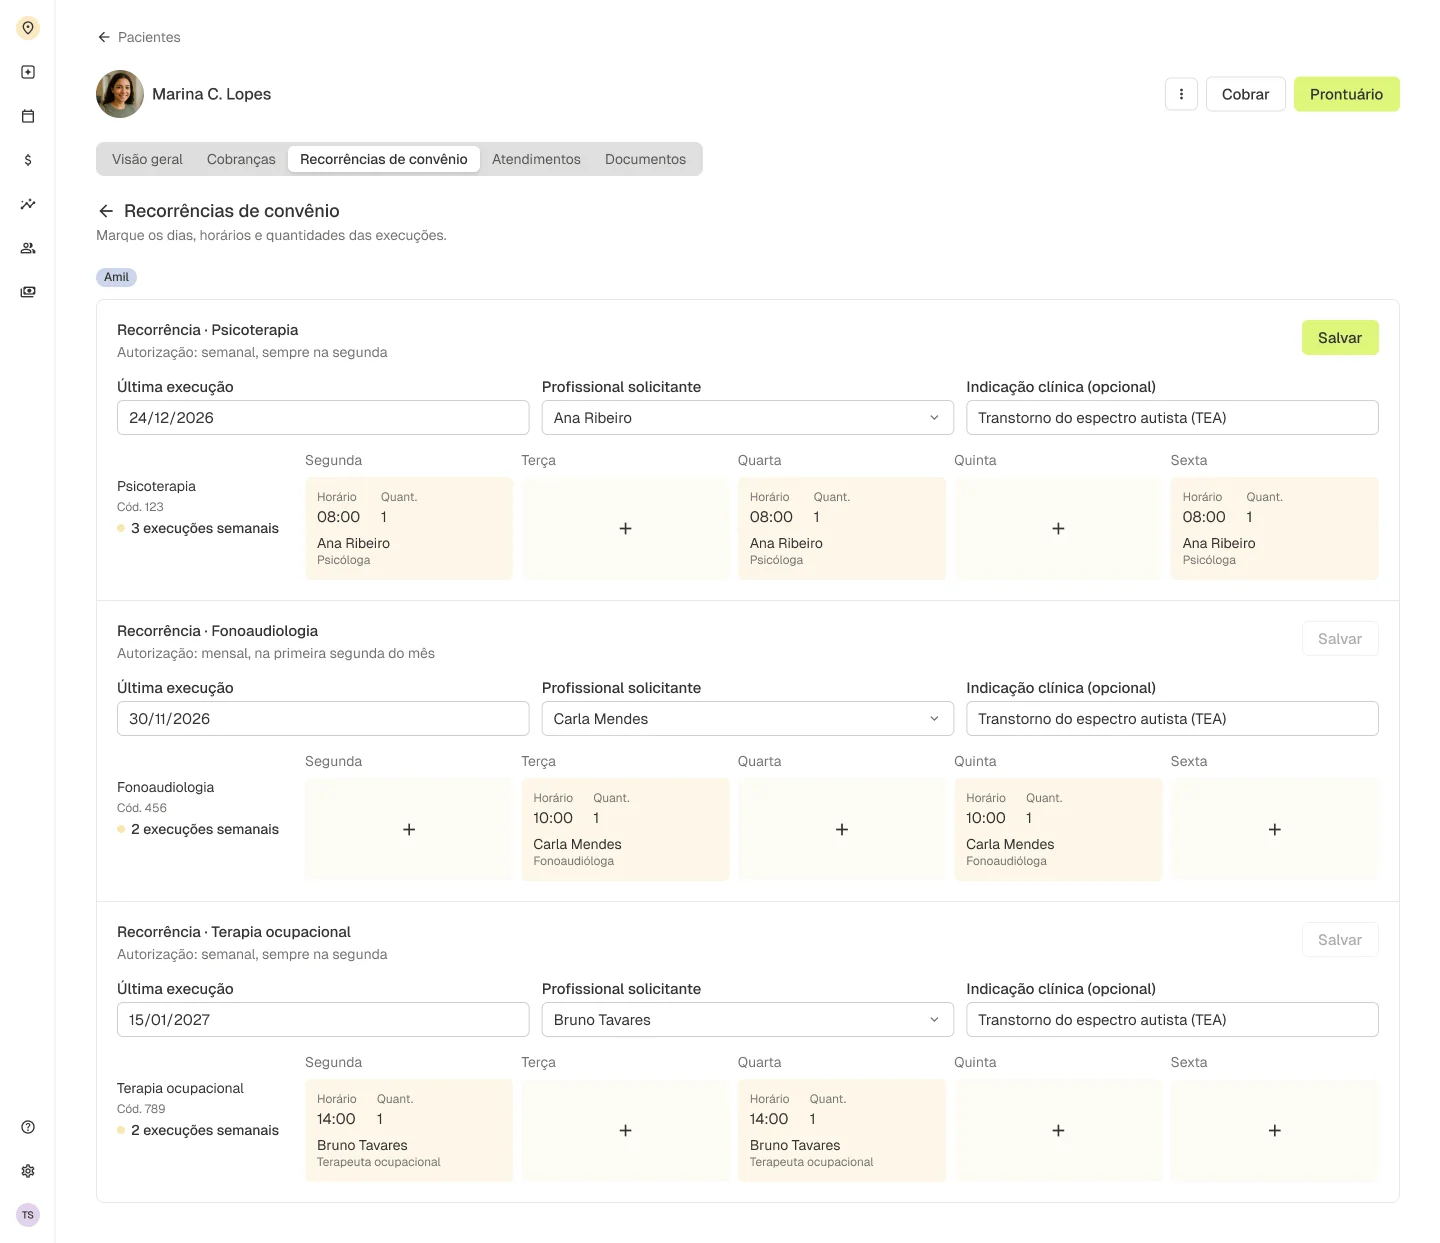 Pacientes
Marina C. Lopes
Cobrar
Prontuário
Visão geral
Cobranças
Recorrências de convênio
Atendimentos
Documentos
Recorrências de convênio
Marque os dias, horários e quantidades das execuções.
Amil
Recorrência · Psicoterapia
Autorização: semanal, sempre na segunda
Salvar
Última execução
Profissional solicitante
Indicação clínica (opcional)
24/12/2026
Ana Ribeiro
Transtorno do espectro autista (TEA)
Segunda
Terça
Quarta
Quinta
Sexta
Psicoterapia
Cód. 123
3 execuções semanais
Horário Quant.
08:00 1
Ana Ribeiro
Psicóloga
+
Horário Quant.
08:00 1
Ana Ribeiro
Psicóloga
+
Horário Quant.
08:00 1
Ana Ribeiro
Psicóloga
Recorrência · Fonoaudiologia
Autorização: mensal, na primeira segunda do mês
Salvar
Última execução
Profissional solicitante
Indicação clínica (opcional)
30/11/2026
Carla Mendes
Transtorno do espectro autista (TEA)
Segunda
Terça
Quarta
Quinta
Sexta
Fonoaudiologia
Cód. 456
2 execuções semanais
+
Horário Quant.
10:00 1
Carla Mendes
Fonoaudióloga
+
Horário Quant.
10:00 1
Carla Mendes
Fonoaudióloga
+
Recorrência · Terapia ocupacional
Autorização: semanal, sempre na segunda
Salvar
Última execução
Profissional solicitante
Indicação clínica (opcional)
15/01/2027
Bruno Tavares
Transtorno do espectro autista (TEA)
Segunda
Terça
Quarta
Quinta
Sexta
Terapia ocupacional
Cód. 789
2 execuções semanais
Horário Quant.
14:00 1
Bruno Tavares
Terapeuta ocupacional
+
Horário Quant.
14:00 1
Bruno Tavares
Terapeuta ocupacional
+
+
TS